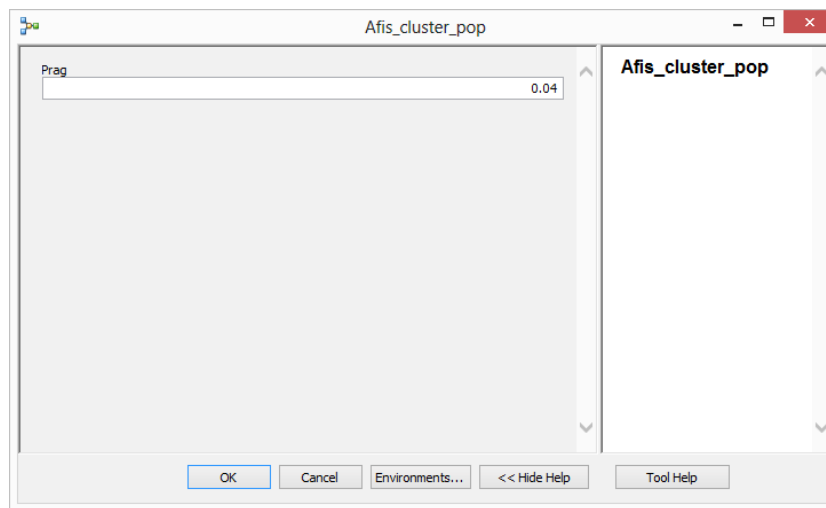 Afis_cluster_pop
Prag
0.04
Afis_cluster_pop
OK
Cancel
Environments...
<< Hide Help
Tool Help